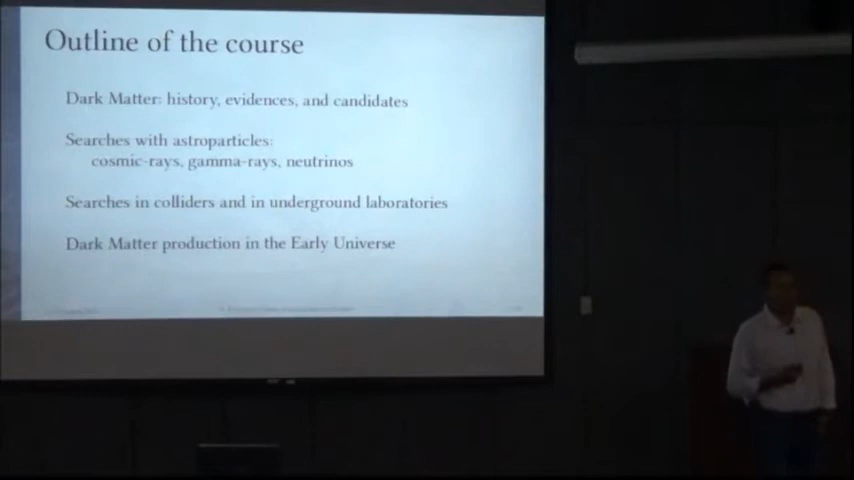 Outline of the course
Dark Matter: history, evidences, and candidates
Searches with astroparticles:
cosmic-rays, gamma-rays, neutrinos
Searches in colliders and in underground laboratories
Dark Matter production in the Early Universe